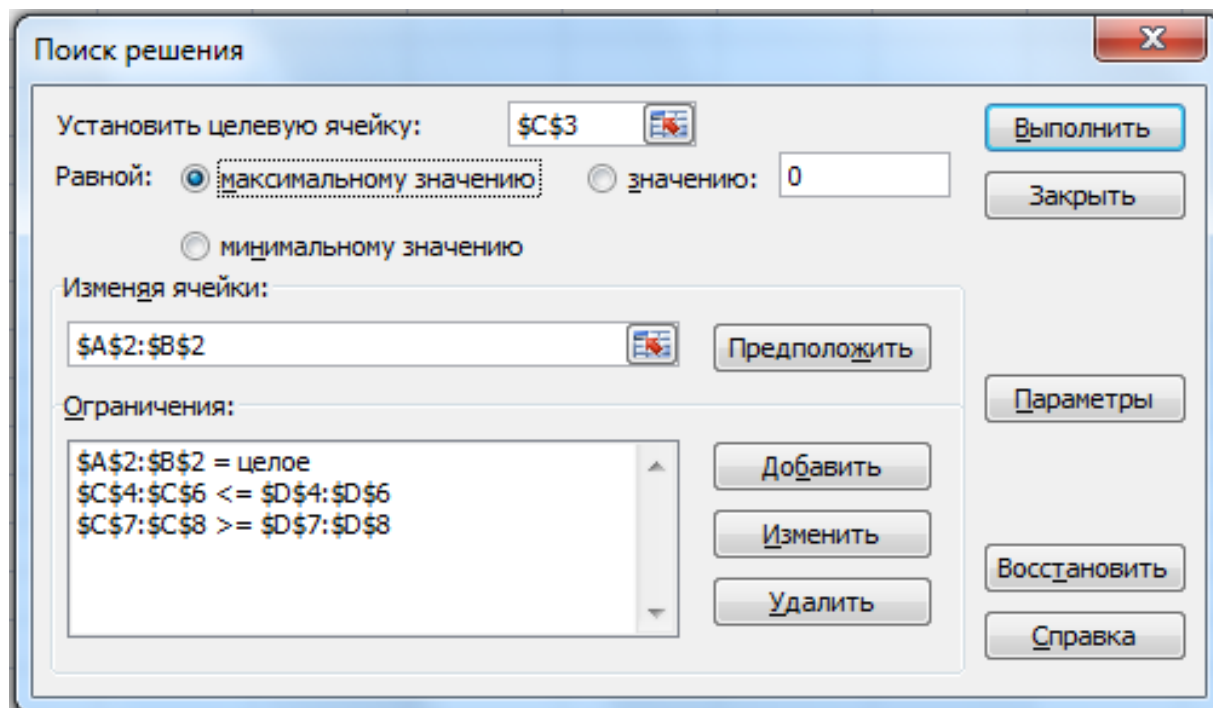 Поиск решения
Установить целевую ячейку: $C$3
Выполнить
Равной: максимальному значению значению: 0
Закрыть
минимальному значению
Изменяя ячейки:
$A$2:$B$2
Предположить
Параметры
Ограничения:
$A$2:$B$2 = целое
$C$4:$C$6 <= $D$4:$D$6
$C$7:$C$8 >= $D$7:$D$8
Добавить
Изменить
Удалить
Восстановить
Справка